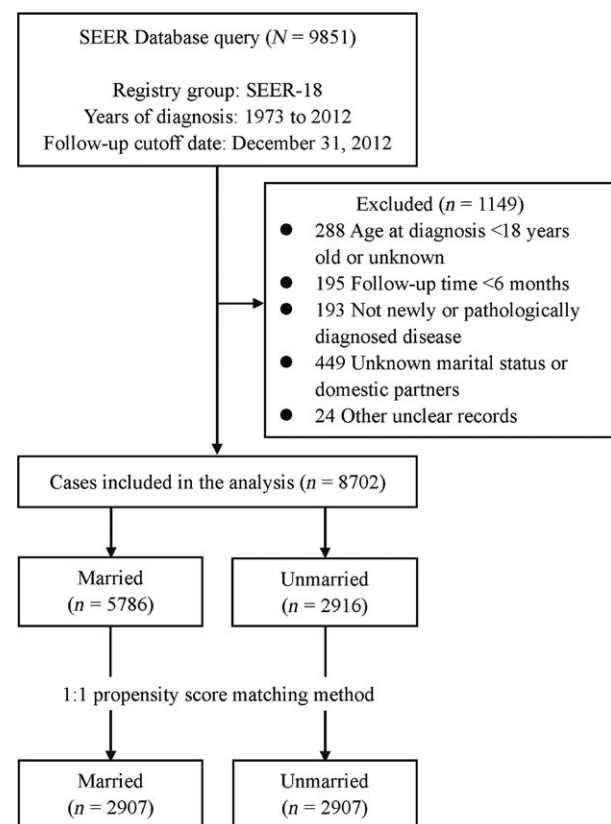 SEER Database query (N = 9851)
Registry group: SEER-18
Years of diagnosis: 1973 to 2012
Follow-up cutoff date: December 31, 2012
Excluded (n = 1149)
● 288 Age at diagnosis <18 years
old or unknown
● 195 Follow-up time <6 months
● 193 Not newly or pathologically
diagnosed disease
● 449 Unknown marital status or
domestic partners
● 24 Other unclear records
Cases included in the analysis (n = 8702)
Married
(n = 5786)
Unmarried
(n = 2916)
1:1 propensity score matching method
Married
(n = 2907)
Unmarried
(n = 2907)